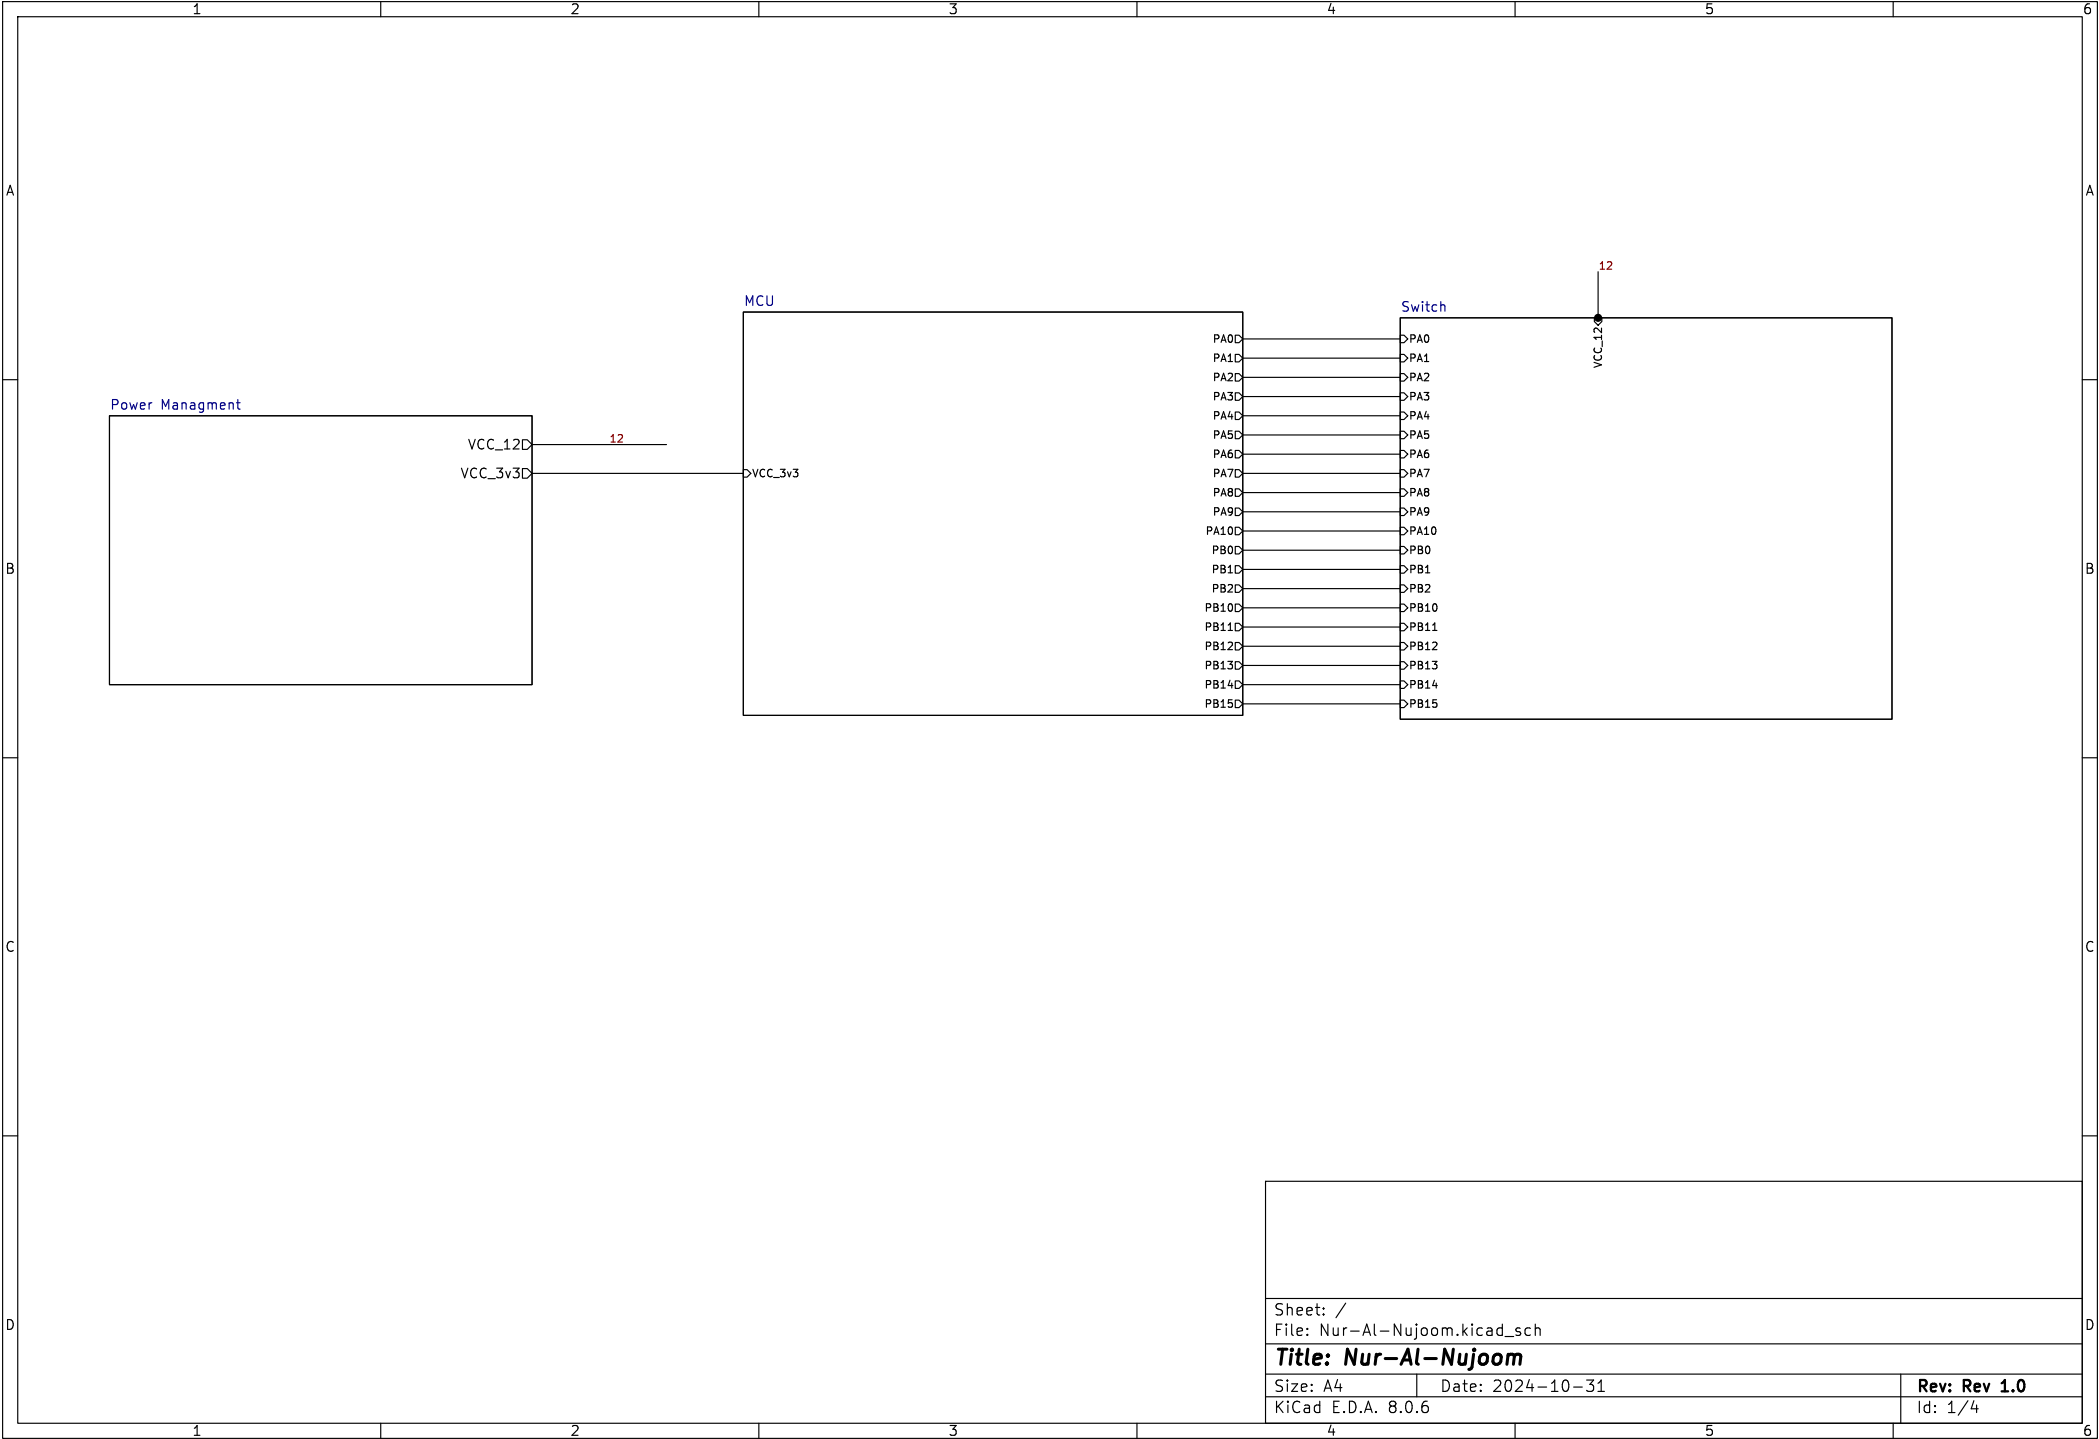 1 2 3 4 5 6
A A
12
MCU
Switch
VCC_12
PA0 PA0
PA1 PA1
PA2 PA2
PA3 PA3
Power Managment
PA4 PA4
PA5 PA5
VCC_12 12
PA6 PA6
VCC_3v3 VCC_3v3
PA7 PA7
PA8 PA8
PA9 PA9
PA10 PA10
PB0 PB0
B B
PB1 PB1
PB2 PB2
PB10 PB10
PB11 PB11
PB12 PB12
PB13 PB13
PB14 PB14
PB15 PB15
C C
Sheet: /
D D
File: Nur-Al-Nujoom.kicad_sch
Title: Nur-Al-Nujoom
Size: A4 Date: 2024-10-31 Rev: Rev 1.0
KiCad E.D.A. 8.0.6 Id: 1/4
1 2 3 4 5 6